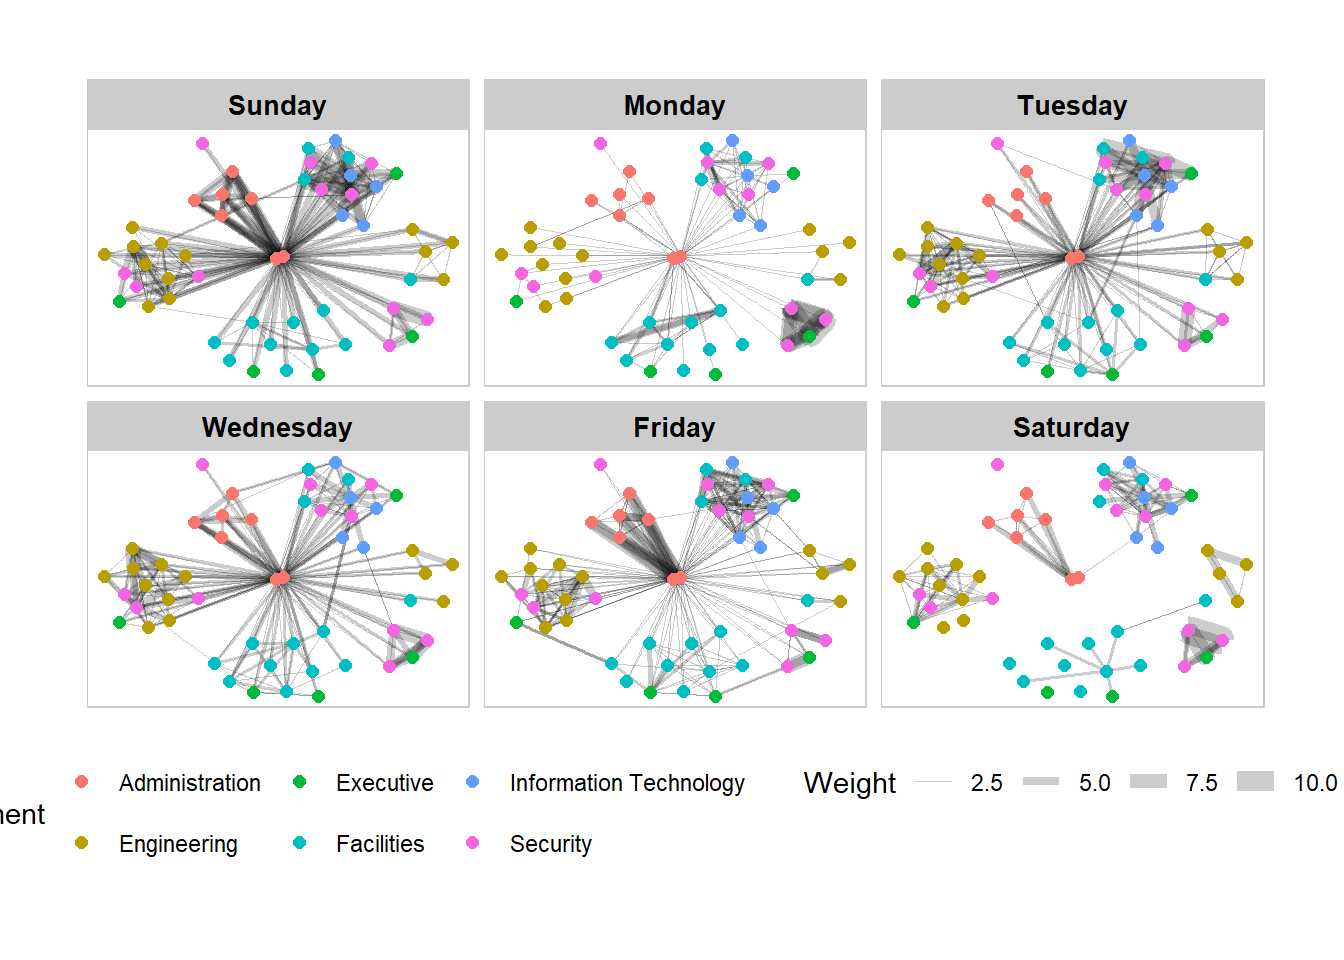 Sunday Monday Tuesday
Wednesday Friday Saturday
Administration Executive Information Technology Weight 2.5 5.0 7.5 10.0
nent
Engineering Facilities Security